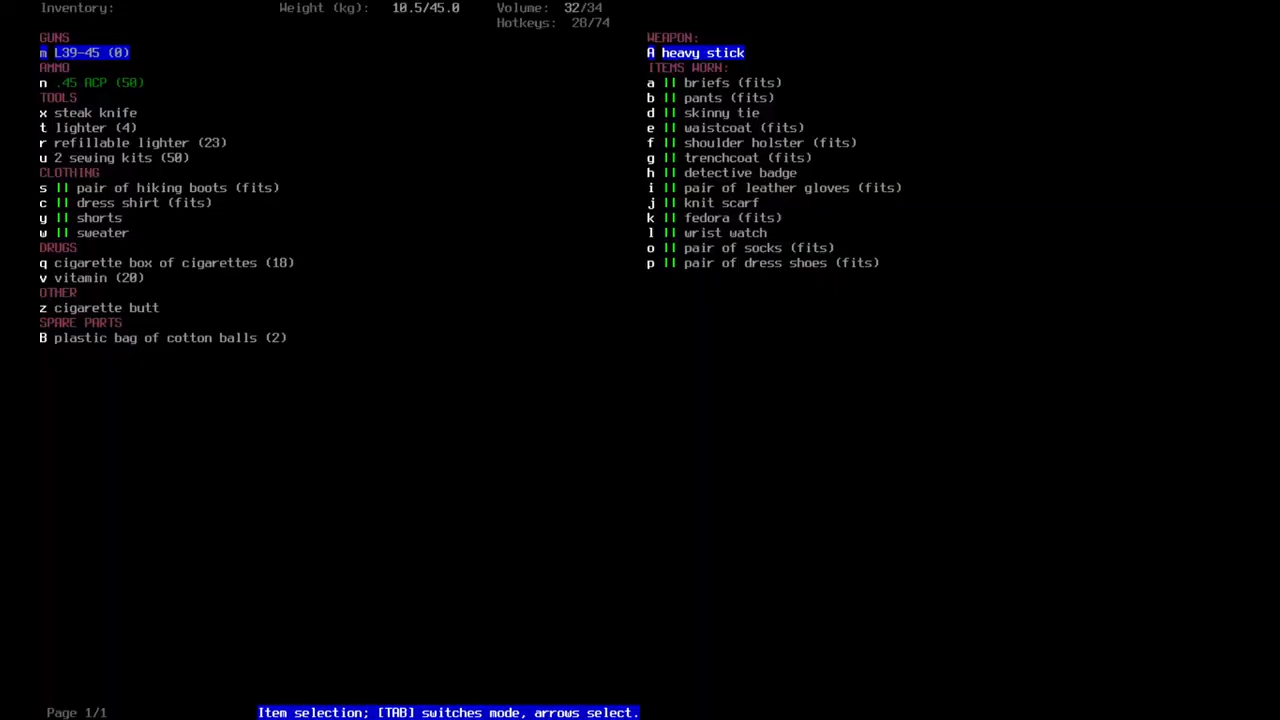 Inventory: Weight (kg): 10.5/45.0 Volume: 32/34
Hotkeys: 28/74
GUNS
m L39-45 (0)
AMMO
n .45 ACP (50)
TOOLS
x steak knife
t lighter (4)
r refillable lighter (23)
u 2 sewing kits (50)
CLOTHING
s || pair of hiking boots (fits)
c || dress shirt (fits)
y || shorts
w || sweater
DRUGS
q cigarette box of cigarettes (18)
v vitamin (20)
OTHER
z cigarette butt
SPARE PARTS
B plastic bag of cotton balls (2)
WEAPON:
A heavy stick
ITEMS WORN:
a || briefs (fits)
b || pants (fits)
d || skinny tie
e || waistcoat (fits)
f || shoulder holster (fits)
g || trenchcoat (fits)
h || detective badge
i || pair of leather gloves (fits)
j || knit scarf
k || fedora (fits)
l || wrist watch
o || pair of socks (fits)
p || pair of dress shoes (fits)
Page 1/1 Item selection; [TAB] switches mode, arrows select.